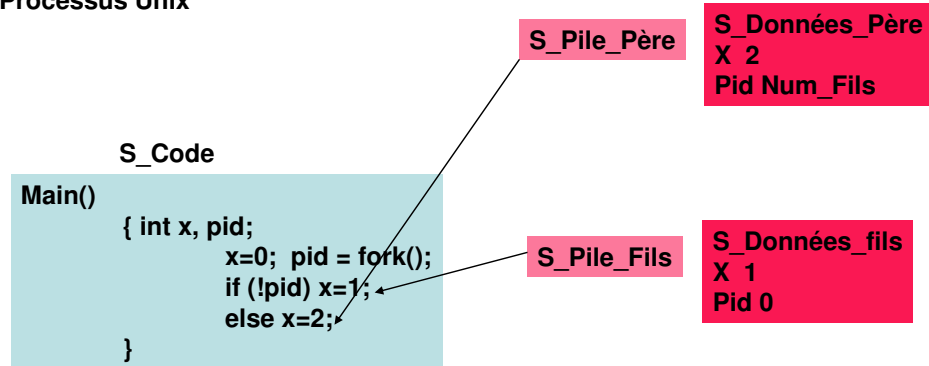 Processus Unix
S_Pile_Père
S_Données_Père
X 2
Pid Num_Fils
S_Code
Main()
{ int x, pid;
x=0; pid = fork();
if (!pid) x=1;
else x=2;
}
S_Pile_Fils
S_Données_fils
X 1
Pid 0